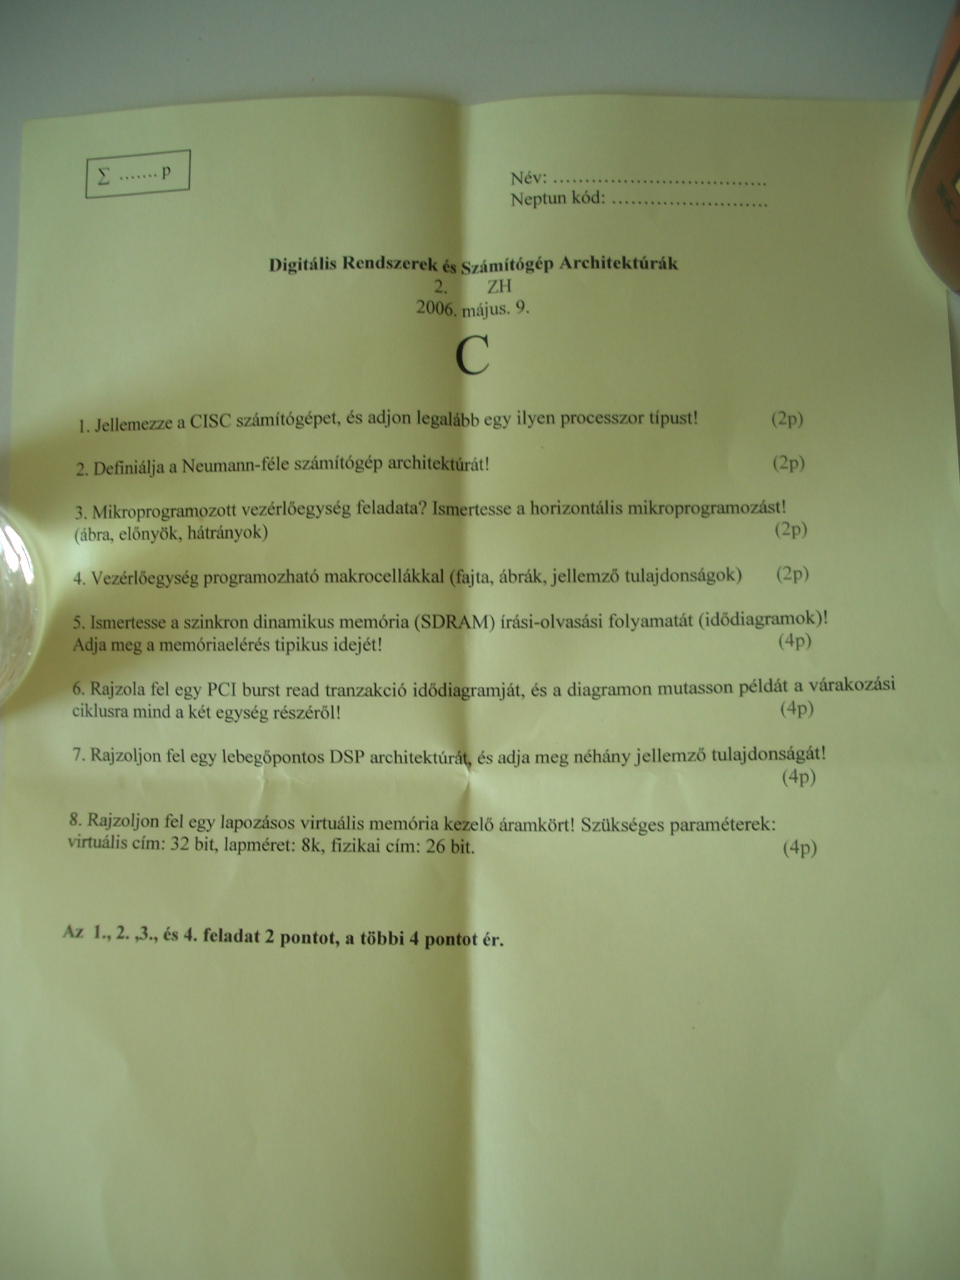 Σ ....... p
Név: ................................
Neptun kód: ........................
Digitális Rendszerek és Számítógép Architektúrák
2. ZH
2006. május. 9.
C
1. Jellemezze a CISC számítógépet, és adjon legalább egy ilyen processzor típust! (2p)
2. Definiálja a Neumann-féle számítógép architektúrát! (2p)
3. Mikroprogramozott vezérlőegység feladata? Ismertesse a horizontális mikroprogramozást!
(ábra, előnyök, hátrányok) (2p)
4. Vezérlőegység programozható makrocellákkal (fajta, ábrák, jellemző tulajdonságok) (2p)
5. Ismertesse a szinkron dinamikus memória (SDRAM) írási-olvasási folyamatát (idődiagramok)!
Adja meg a memóriaelérés tipikus idejét! (4p)
6. Rajzola fel egy PCI burst read tranzakció idődiagramját, és a diagramon mutasson példát a várakozási
ciklusra mind a két egység részéről! (4p)
7. Rajzoljon fel egy lebegőpontos DSP architektúrát, és adja meg néhány jellemző tulajdonságát!
(4p)
8. Rajzoljon fel egy lapozásos virtuális memória kezelő áramkört! Szükséges paraméterek:
virtuális cím: 32 bit, lapméret: 8k, fizikai cím: 26 bit. (4p)
Az 1., 2. ,3., és 4. feladat 2 pontot, a többi 4 pontot ér.